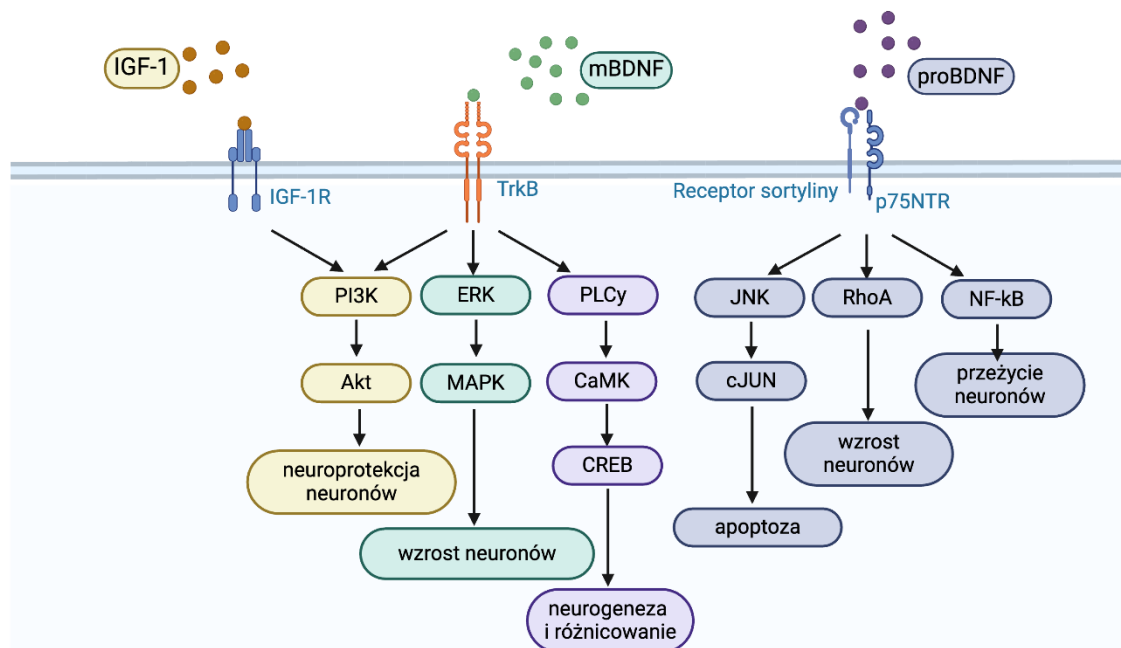 IGF-1
mBDNF
proBDNF
IGF-1R
TrkB
Receptor sortyliny
p75NTR
PI3K
ERK
PLCy
JNK
RhoA
NF-kB
Akt
MAPK
CaMK
cJUN
przeżycie
neuronów
neuroprotekcja
neuronów
CREB
wzrost
neuronów
wzrost neuronów
apoptoza
neurogeneza
i różnicowanie